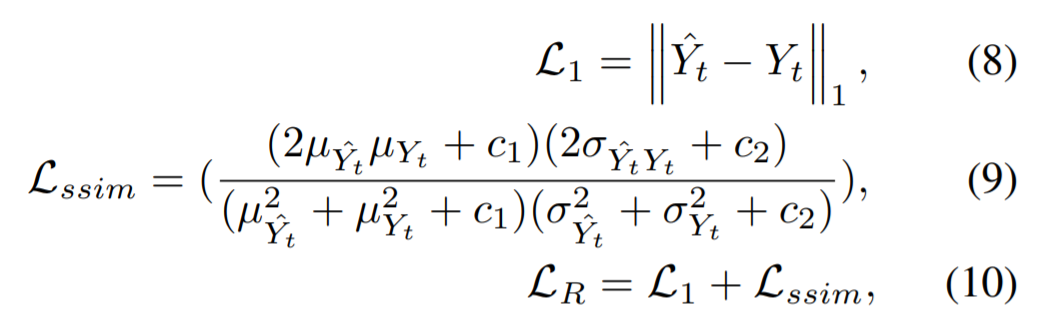 $\mathcal{L}_1 = \left\| \hat{Y}_t - Y_t \right\|_1 ,$ (8)
$\mathcal{L}_{ssim} = (\frac{(2\mu_{\hat{Y}_t}\mu_{Y_t} + c_1)(2\sigma_{\hat{Y}_t Y_t} + c_2)}{(\mu_{\hat{Y}_t}^2 + \mu_{Y_t}^2 + c_1)(\sigma_{\hat{Y}_t}^2 + \sigma_{Y_t}^2 + c_2)}),$ (9)
$\mathcal{L}_R = \mathcal{L}_1 + \mathcal{L}_{ssim},$ (10)